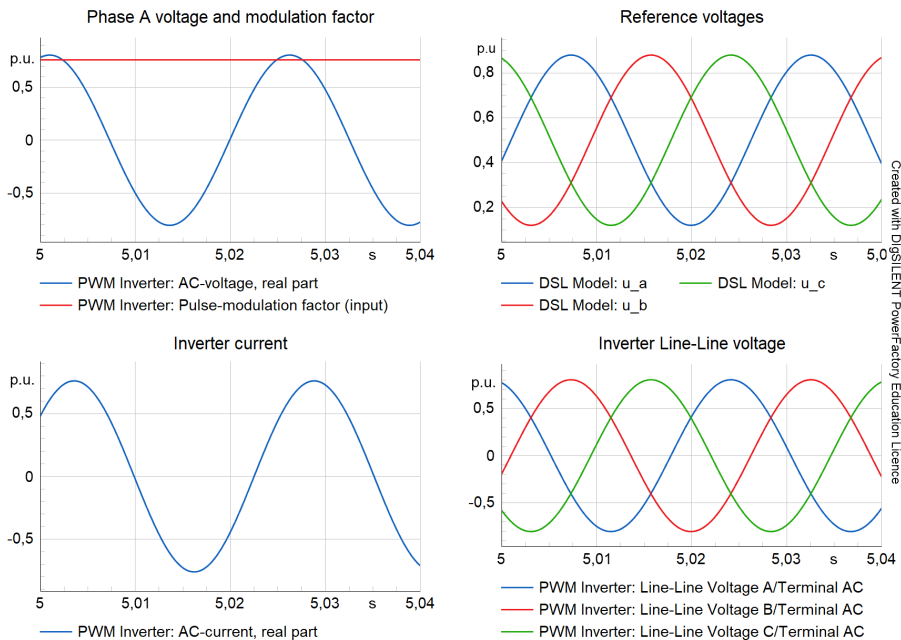 Phase A voltage and modulation factor
p.u.
0,5
0
-0,5
5 5,01 5,02 5,03 s 5,04
PWM Inverter: AC-voltage, real part
PWM Inverter: Pulse-modulation factor (input)
Reference voltages
p.u
0,8
0,6
0,4
0,2
5 5,01 5,02 5,03 s 5,0
DSL Model: u_a DSL Model: u_c
DSL Model: u_b
Inverter current
p.u.
0,5
0
-0,5
5 5,01 5,02 5,03 s 5,04
PWM Inverter: AC-current, real part
Inverter Line-Line voltage
p.u.
0,5
0
-0,5
5 5,01 5,02 5,03 s 5,04
PWM Inverter: Line-Line Voltage A/Terminal AC
PWM Inverter: Line-Line Voltage B/Terminal AC
PWM Inverter: Line-Line Voltage C/Terminal AC
Created with DIgSILENT PowerFactory Education Licence